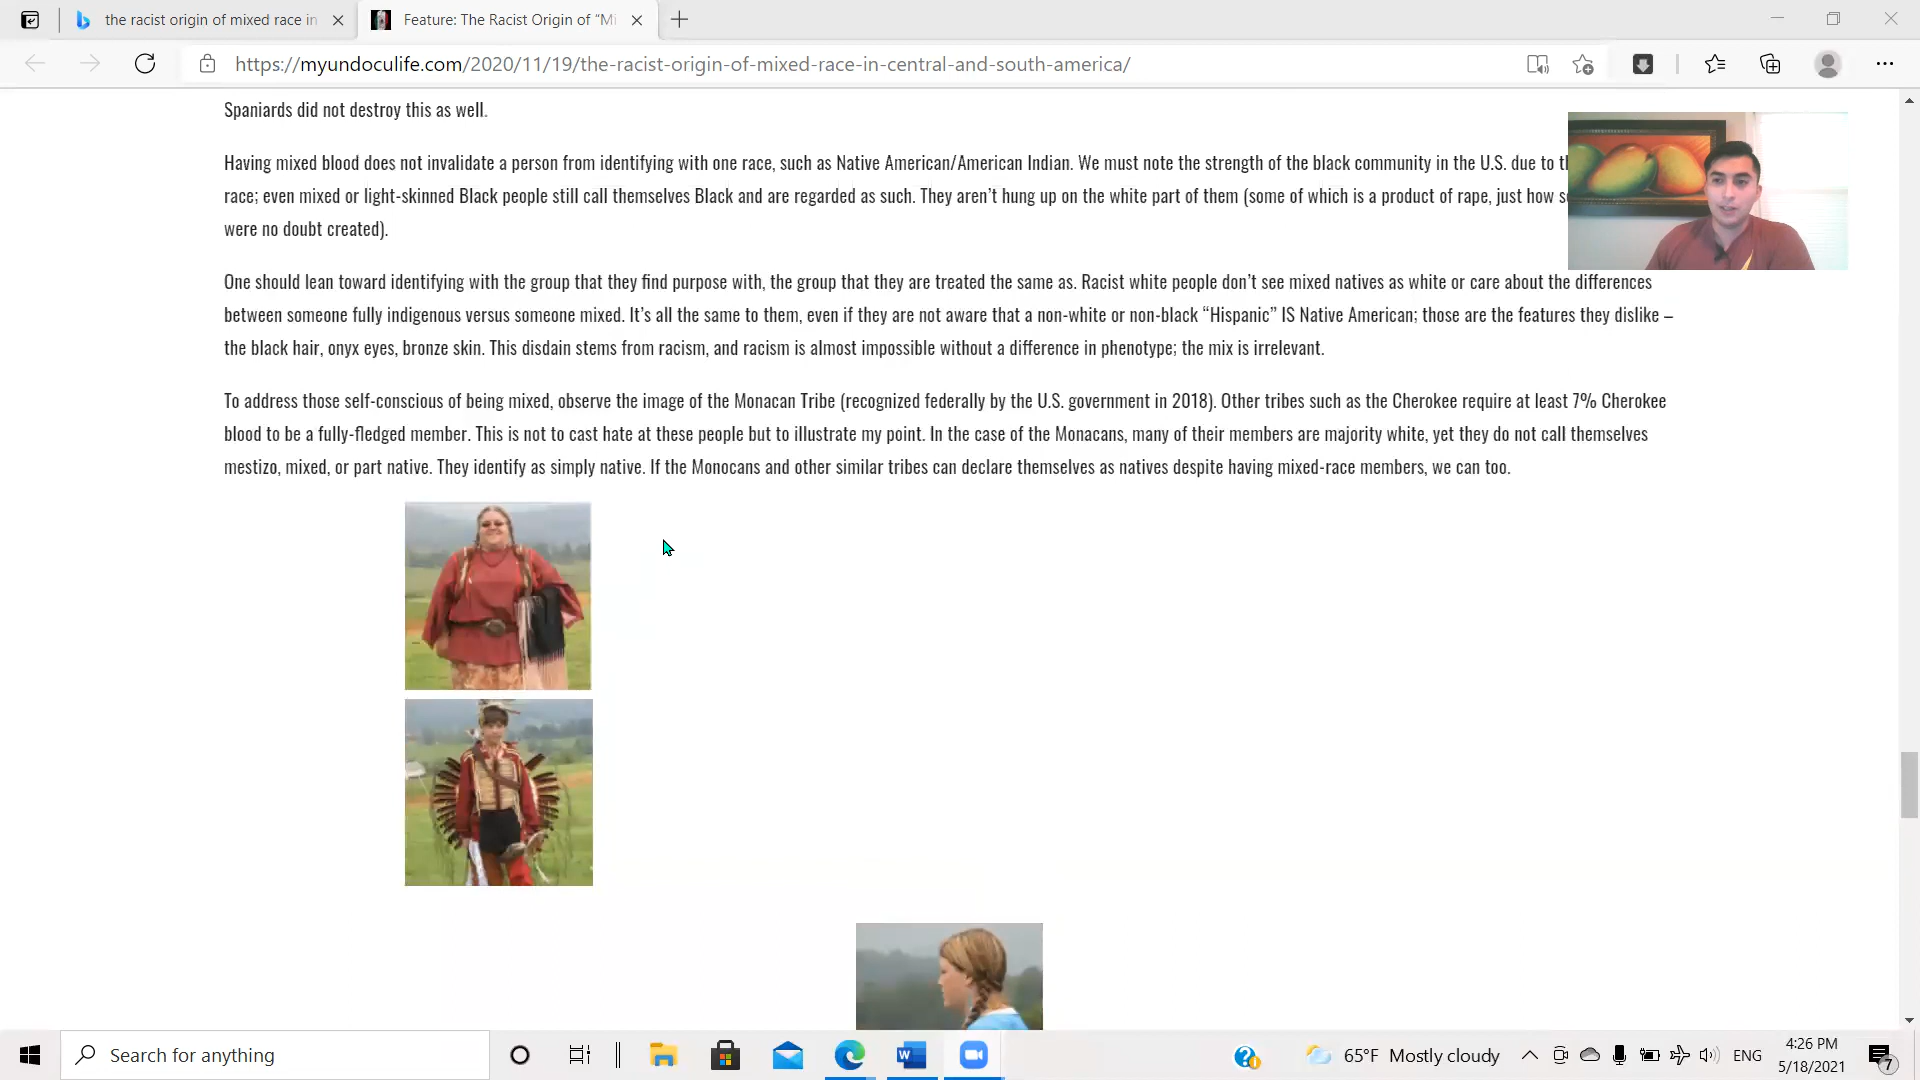 the racist origin of mixed race in
Feature: The Racist Origin of “Mi
https://myundoculife.com/2020/11/19/the-racist-origin-of-mixed-race-in-central-and-south-america/
Spaniards did not destroy this as well.
Having mixed blood does not invalidate a person from identifying with one race, such as Native American/American Indian. We must note the strength of the black community in the U.S. due to
race; even mixed or light-skinned Black people still call themselves Black and are regarded as such. They aren’t hung up on the white part of them (some of which is a product of rape, just how
were no doubt created).
One should lean toward identifying with the group that they find purpose with, the group that they are treated the same as. Racist white people don’t see mixed natives as white or care about the differences
between someone fully indigenous versus someone mixed. It’s all the same to them, even if they are not aware that a non-white or non-black “Hispanic” IS Native American; those are the features they dislike –
the black hair, onyx eyes, bronze skin. This disdain stems from racism, and racism is almost impossible without a difference in phenotype; the mix is irrelevant.
To address those self-conscious of being mixed, observe the image of the Monacan Tribe (recognized federally by the U.S. government in 2018). Other tribes such as the Cherokee require at least 7% Cherokee
blood to be a fully-fledged member. This is not to cast hate at these people but to illustrate my point. In the case of the Monacans, many of their members are majority white, yet they do not call themselves
mestizo, mixed, or part native. They identify as simply native. If the Monocans and other similar tribes can declare themselves as natives despite having mixed-race members, we can too.
Search for anything
65°F Mostly cloudy
ENG
4:26 PM
5/18/2021
7